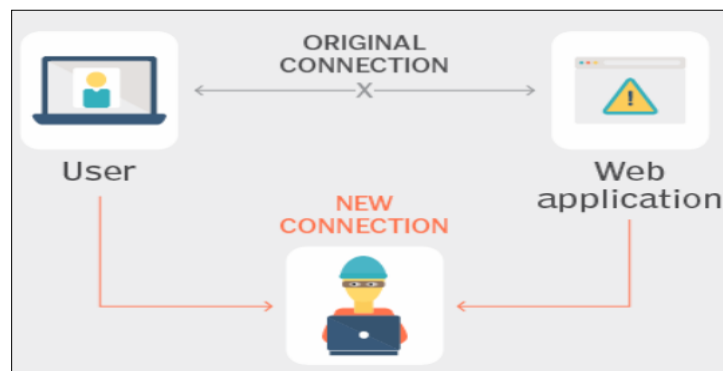 ORIGINAL
CONNECTION
X
User
Web
application
NEW
CONNECTION